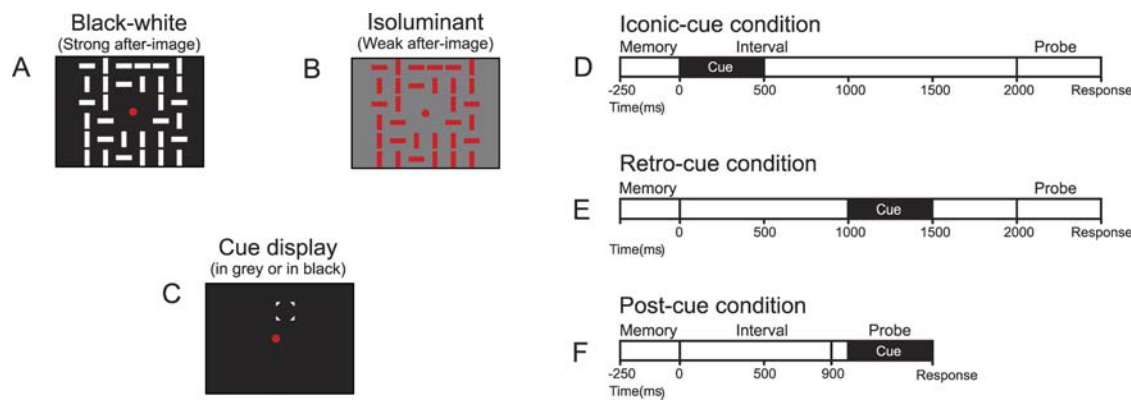 A
Black-white
(Strong after-image)
B
Isoluminant
(Weak after-image)
C
Cue display
(in grey or in black)
Iconic-cue condition
D
Memory Interval Probe
Cue
-250 0 500 1000 1500 2000 Response
Time(ms)
Retro-cue condition
E
Memory Probe
Cue
0 500 1000 1500 2000 Response
Time(ms)
Post-cue condition
F
Memory Interval Probe
Cue
-250 0 500 900 Response
Time(ms)